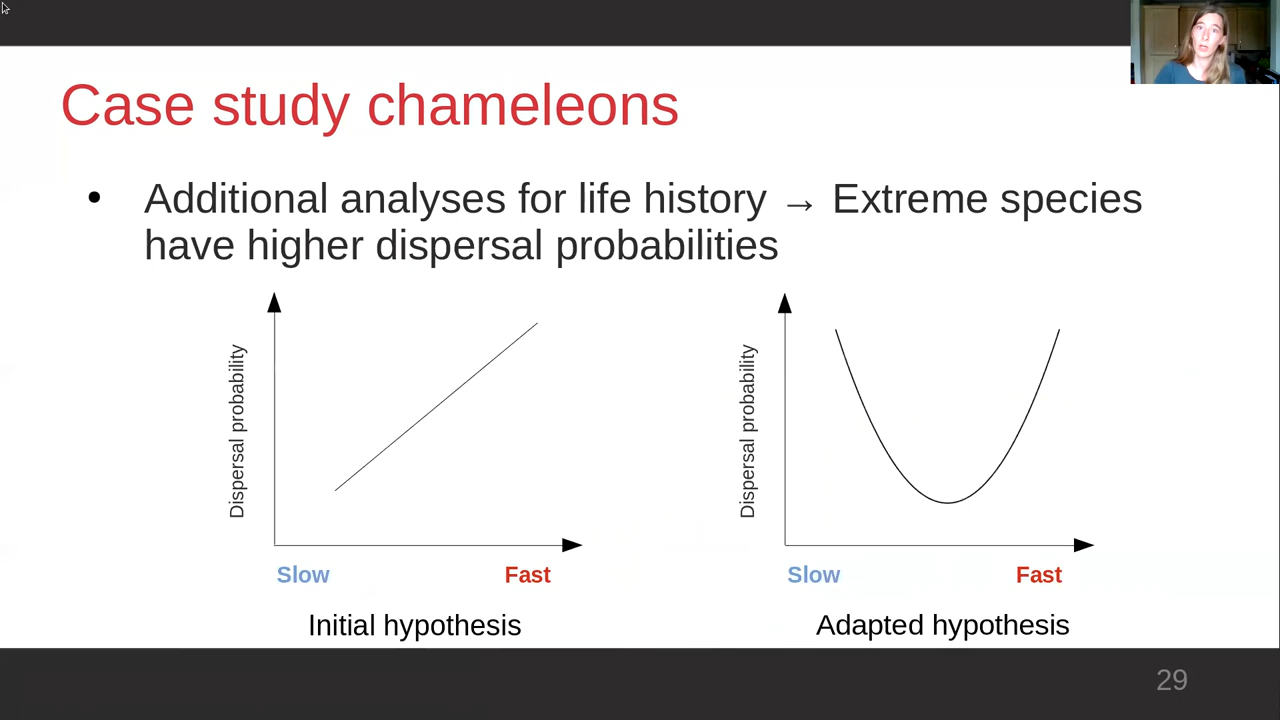 Case study chameleons
• Additional analyses for life history → Extreme species
have higher dispersal probabilities
Dispersal probability
Slow Fast
Initial hypothesis
Dispersal probability
Slow Fast
Adapted hypothesis
29